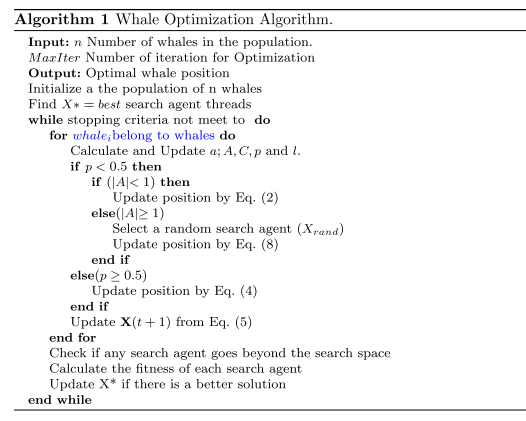 Algorithm 1 Whale Optimization Algorithm.
Input: n Number of whales in the population.
MaxIter Number of iteration for Optimization
Output: Optimal whale position
Initialize a the population of n whales
Find X* = best search agent threads
while stopping criteria not meet to do
for whale_i belong to whales do
Calculate and Update a; A, C, p and l.
if p < 0.5 then
if (|A|< 1) then
Update position by Eq. (2)
else(|A|≥ 1)
Select a random search agent (X_rand)
Update position by Eq. (8)
end if
else(p ≥ 0.5)
Update position by Eq. (4)
end if
Update X(t + 1) from Eq. (5)
end for
Check if any search agent goes beyond the search space
Calculate the fitness of each search agent
Update X* if there is a better solution
end while